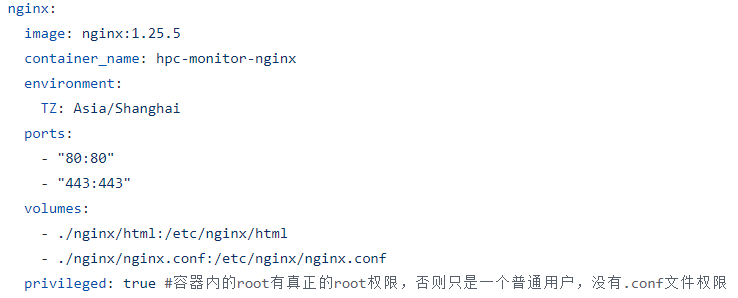 nginx:
  image: nginx:1.25.5
  container_name: hpc-monitor-nginx
  environment:
    TZ: Asia/Shanghai
  ports:
    - "80:80"
    - "443:443"
  volumes:
    - ./nginx/html:/etc/nginx/html
    - ./nginx/nginx.conf:/etc/nginx/nginx.conf
  privileged: true #容器内的root有真正的root权限，否则只是一个普通用户，没有.conf文件权限